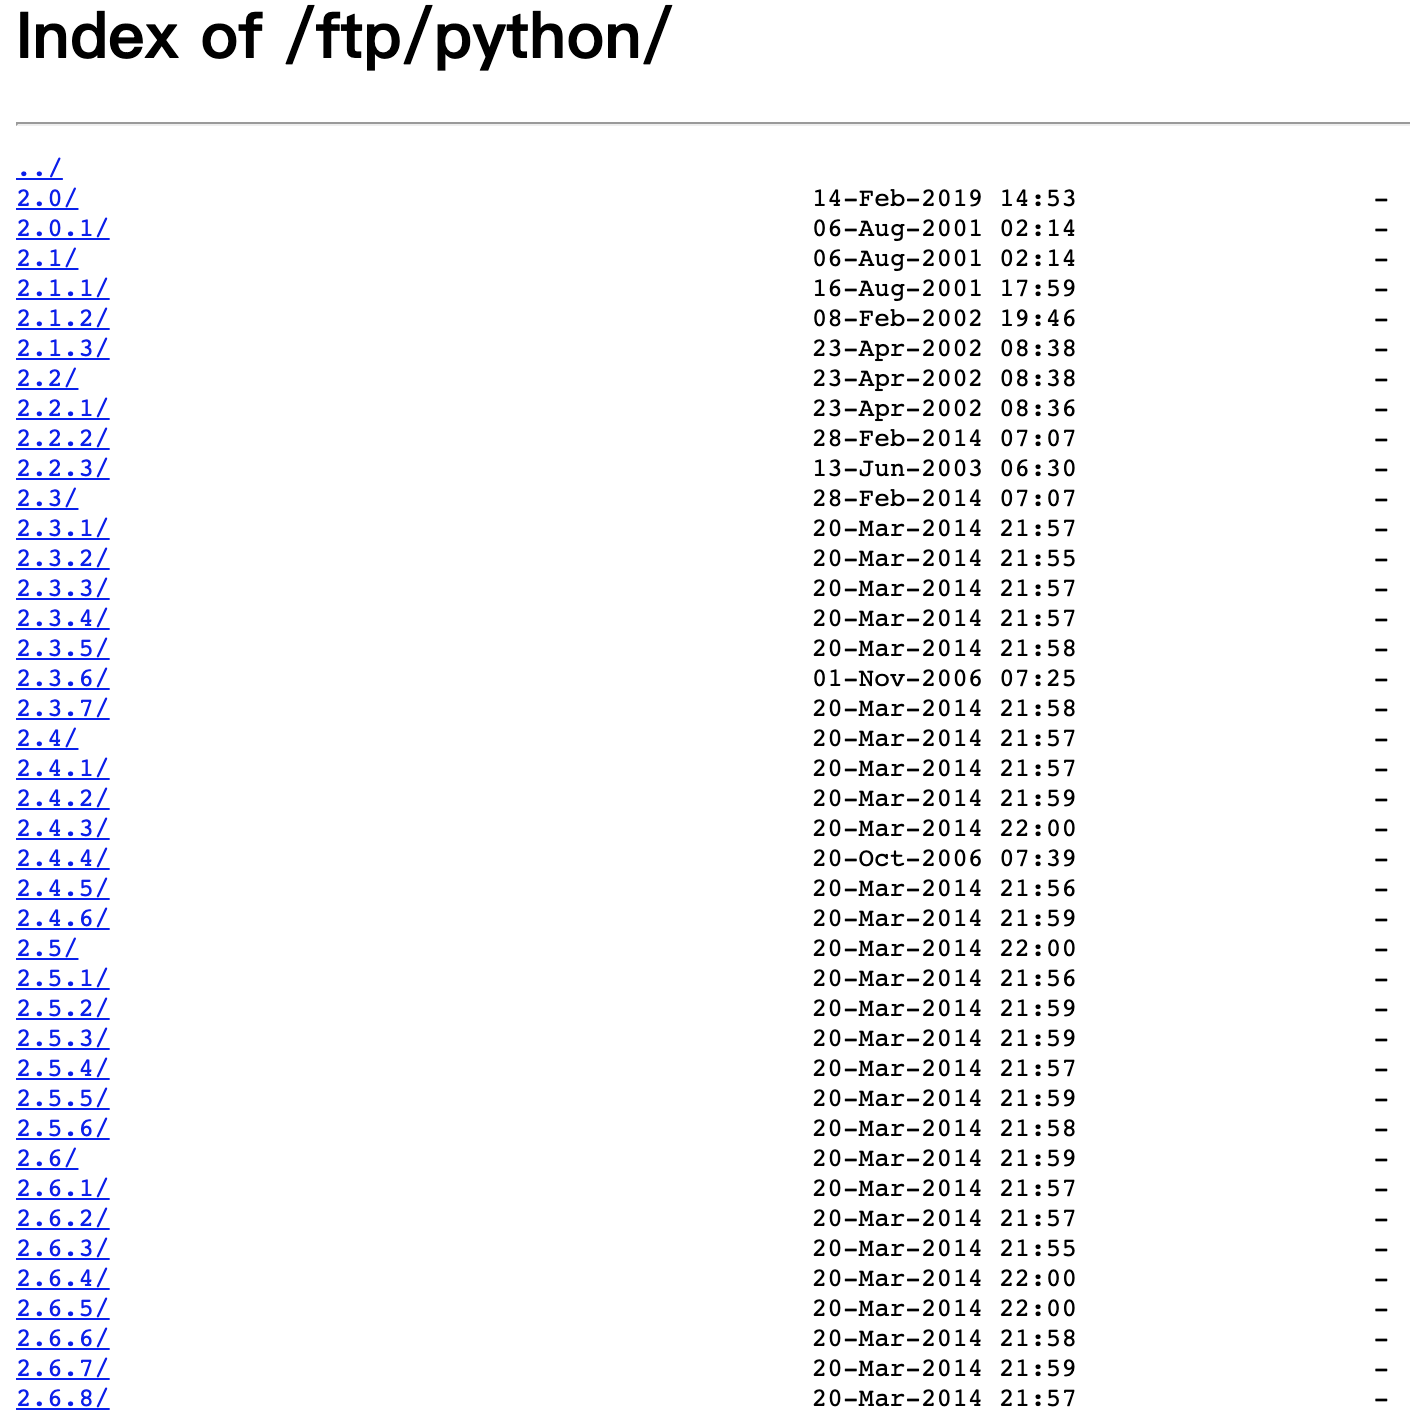 Index of /ftp/python/
../
2.0/ 14-Feb-2019 14:53 -
2.0.1/ 06-Aug-2001 02:14 -
2.1/ 06-Aug-2001 02:14 -
2.1.1/ 16-Aug-2001 17:59 -
2.1.2/ 08-Feb-2002 19:46 -
2.1.3/ 23-Apr-2002 08:38 -
2.2/ 23-Apr-2002 08:38 -
2.2.1/ 23-Apr-2002 08:36 -
2.2.2/ 28-Feb-2014 07:07 -
2.2.3/ 13-Jun-2003 06:30 -
2.3/ 28-Feb-2014 07:07 -
2.3.1/ 20-Mar-2014 21:57 -
2.3.2/ 20-Mar-2014 21:55 -
2.3.3/ 20-Mar-2014 21:57 -
2.3.4/ 20-Mar-2014 21:57 -
2.3.5/ 20-Mar-2014 21:58 -
2.3.6/ 01-Nov-2006 07:25 -
2.3.7/ 20-Mar-2014 21:58 -
2.4/ 20-Mar-2014 21:57 -
2.4.1/ 20-Mar-2014 21:57 -
2.4.2/ 20-Mar-2014 21:59 -
2.4.3/ 20-Mar-2014 22:00 -
2.4.4/ 20-Oct-2006 07:39 -
2.4.5/ 20-Mar-2014 21:56 -
2.4.6/ 20-Mar-2014 21:59 -
2.5/ 20-Mar-2014 22:00 -
2.5.1/ 20-Mar-2014 21:56 -
2.5.2/ 20-Mar-2014 21:59 -
2.5.3/ 20-Mar-2014 21:59 -
2.5.4/ 20-Mar-2014 21:57 -
2.5.5/ 20-Mar-2014 21:59 -
2.5.6/ 20-Mar-2014 21:58 -
2.6/ 20-Mar-2014 21:59 -
2.6.1/ 20-Mar-2014 21:57 -
2.6.2/ 20-Mar-2014 21:57 -
2.6.3/ 20-Mar-2014 21:55 -
2.6.4/ 20-Mar-2014 22:00 -
2.6.5/ 20-Mar-2014 22:00 -
2.6.6/ 20-Mar-2014 21:58 -
2.6.7/ 20-Mar-2014 21:59 -
2.6.8/ 20-Mar-2014 21:57 -